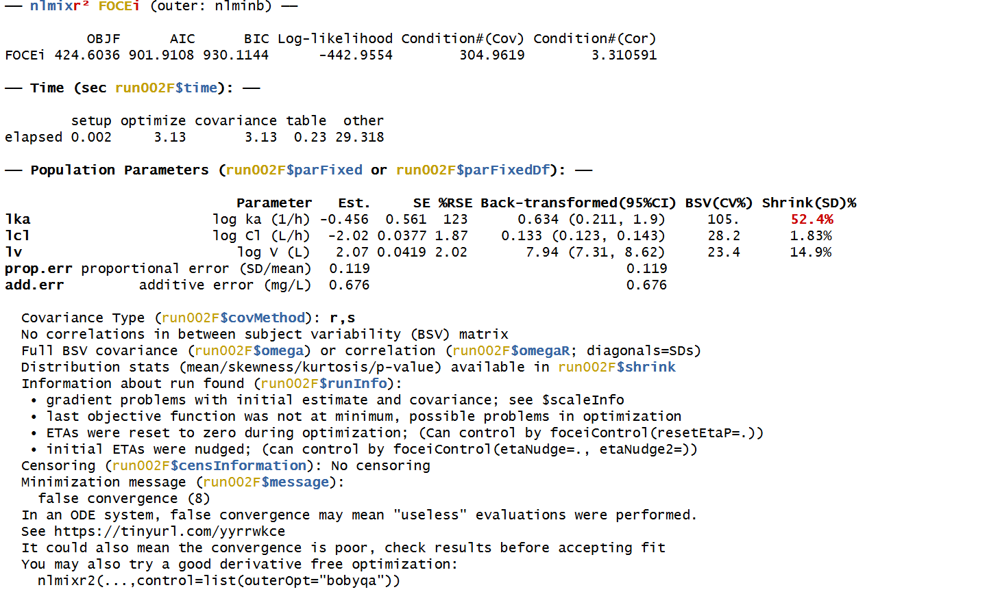 ── nlmixr² FOCEi (outer: nlminb) ──
OBJF AIC BIC Log-likelihood Condition#(Cov) Condition#(Cor)
FOCEi 424.6036 901.9108 930.1144 -442.9554 304.9619 3.310591
── Time (sec run002F$time): ──
setup optimize covariance table other
elapsed 0.002 3.13 3.13 0.23 29.318
── Population Parameters (run002F$parFixed or run002F$parFixedDf): ──
Parameter Est. SE %RSE Back-transformed(95%CI) BSV(CV%) Shrink(SD)%
lka log ka (1/h) -0.456 0.561 123 0.634 (0.211, 1.9) 105. 52.4%
lcl log Cl (L/h) -2.02 0.0377 1.87 0.133 (0.123, 0.143) 28.2 1.83%
lv log V (L) 2.07 0.0419 2.02 7.94 (7.31, 8.62) 23.4 14.9%
prop.err proportional error (SD/mean) 0.119 0.119
add.err additive error (mg/L) 0.676 0.676
Covariance Type (run002F$covMethod): r,s
No correlations in between subject variability (BSV) matrix
Full BSV covariance (run002F$omega) or correlation (run002F$omegaR; diagonals=SDs)
Distribution stats (mean/skewness/kurtosis/p-value) available in run002F$shrink
Information about run found (run002F$runInfo):
• gradient problems with initial estimate and covariance; see $scaleInfo
• last objective function was not at minimum, possible problems in optimization
• ETAs were reset to zero during optimization; (Can control by foceiControl(resetEtaP=.))
• initial ETAs were nudged; (can control by foceiControl(etaNudge=., etaNudge2=))
Censoring (run002F$censInformation): No censoring
Minimization message (run002F$message):
false convergence (8)
In an ODE system, false convergence may mean "useless" evaluations were performed.
See https://tinyurl.com/yyrrwkce
It could also mean the convergence is poor, check results before accepting fit
You may also try a good derivative free optimization:
nlmixr2(...,control=list(outerOpt="bobyqa"))